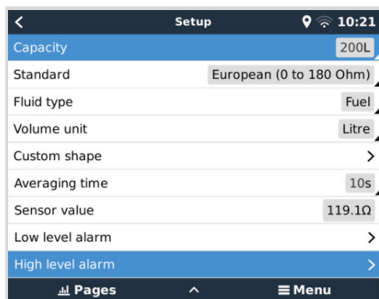 Setup 10:21
Capacity 200L
Standard European (0 to 180 Ohm)
Fluid type Fuel
Volume unit Litre
Custom shape
Averaging time 10s
Sensor value 119.1Ω
Low level alarm
High level alarm
Pages Menu